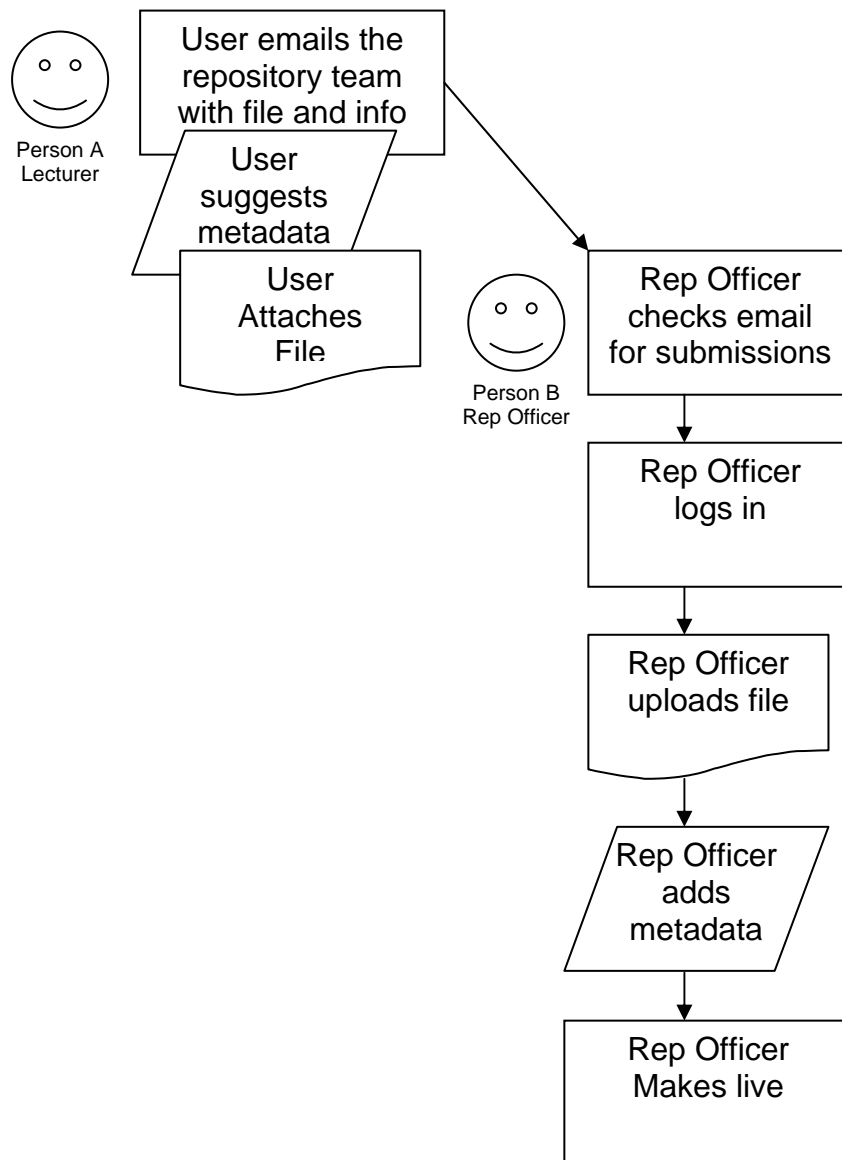 User emails the
repository team
with file and info
Person A
Lecturer
User
suggests
metadata
User
Attaches
File
Rep Officer
checks email
for submissions
Person B
Rep Officer
Rep Officer
logs in
Rep Officer
uploads file
Rep Officer
adds
metadata
Rep Officer
Makes live